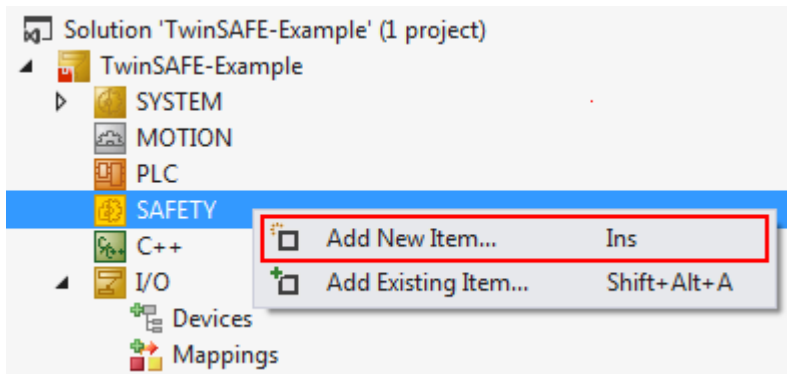 Solution 'TwinSAFE-Example' (1 project)
TwinSAFE-Example
SYSTEM
MOTION
PLC
SAFETY
Add New Item... Ins
C++
Add Existing Item... Shift+Alt+A
I/O
Devices
Mappings